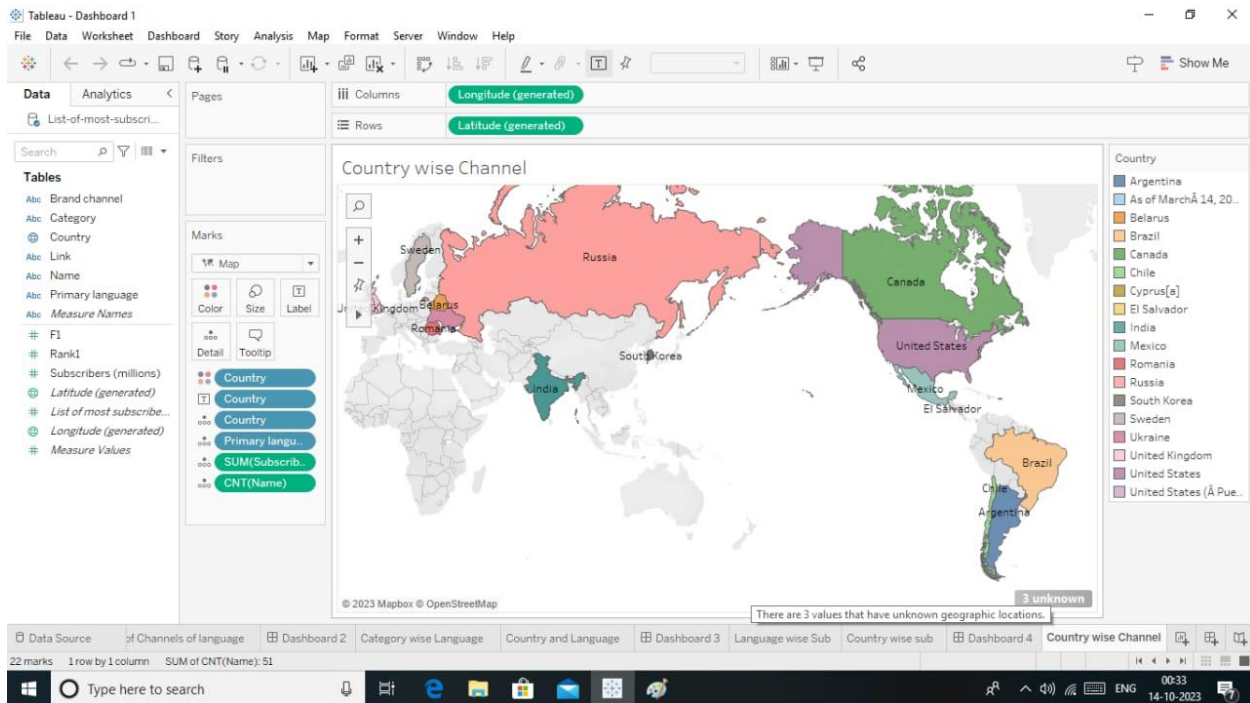 Tableau - Dashboard 1
File Data Worksheet Dashboard Story Analysis Map Format Server Window Help
Show Me
Data Analytics
List-of-most-subscri...
Search
Tables
Abc Brand channel
Abc Category
Country
Abc Link
Abc Name
Abc Primary language
Abc Measure Names
# F1
# Rank1
# Subscribers (millions)
Latitude (generated)
# List of most subscribe...
Longitude (generated)
# Measure Values
Pages
Filters
Marks
Map
Color Size Label
Detail Tooltip
Country
Country
Country
Primary langu..
SUM(Subscrib..
CNT(Name)
Columns Longitude (generated)
Rows Latitude (generated)
Country wise Channel
Sweden
Russia
Canada
United Kingdom
Belarus
Romania
South Korea
United States
India
Mexico
El Salvador
Brazil
Chile
Argentina
© 2023 Mapbox © OpenStreetMap
3 unknown
There are 3 values that have unknown geographic locations.
Country
Argentina
As of MarchÂ 14, 20..
Belarus
Brazil
Canada
Chile
Cyprus[a]
El Salvador
India
Mexico
Romania
Russia
South Korea
Sweden
Ukraine
United Kingdom
United States
United States (Â Pue..
Data Source of Channels of language Dashboard 2 Category wise Language Country and Language Dashboard 3 Language wise Sub Country wise sub Dashboard 4 Country wise Channel
22 marks 1 row by 1 column SUM of CNT(Name): 51
Type here to search
ENG
00:33
14-10-2023
7